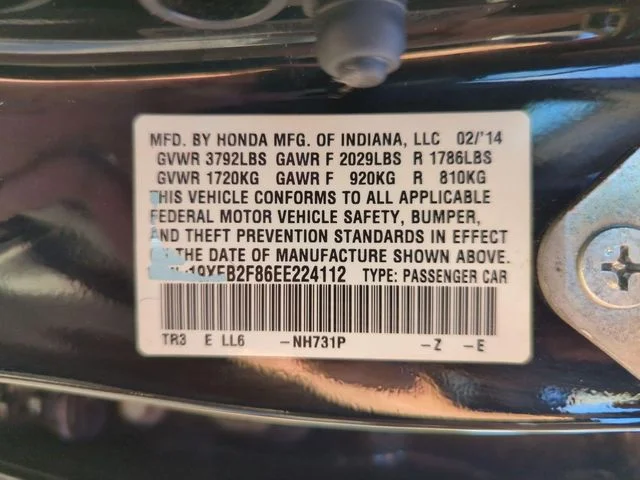 MFD. BY HONDA MFG. OF INDIANA, LLC 02/'14
GVWR 3792LBS GAWR F 2029LBS R 1786LBS
GVWR 1720KG GAWR F 920KG R 810KG
THIS VEHICLE CONFORMS TO ALL APPLICABLE
FEDERAL MOTOR VEHICLE SAFETY, BUMPER,
AND THEFT PREVENTION STANDARDS IN EFFECT
ON THE DATE OF MANUFACTURE SHOWN ABOVE.
19XFB2F86EE224112 TYPE: PASSENGER CAR
TR3 E LL6 -NH731P -Z -E